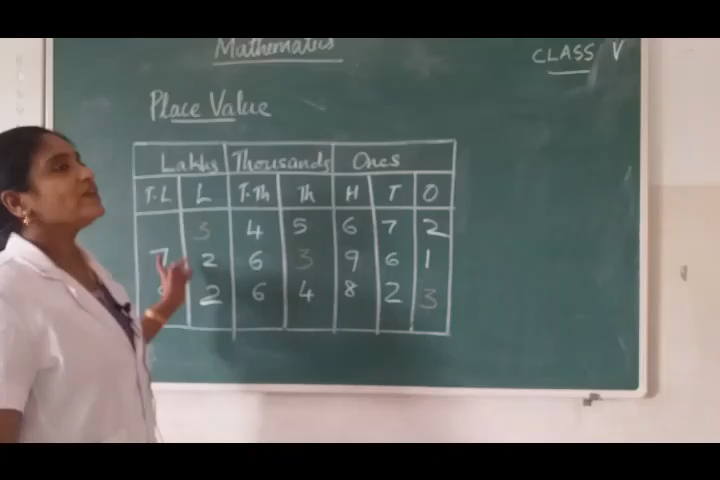 Mathematics
CLASS V
Place Value
Lakhs Thousands Ones
T.L L T.Th Th H T O
3 4 5 6 7 2
7 2 6 3 9 6 1
2 6 4 8 2 3